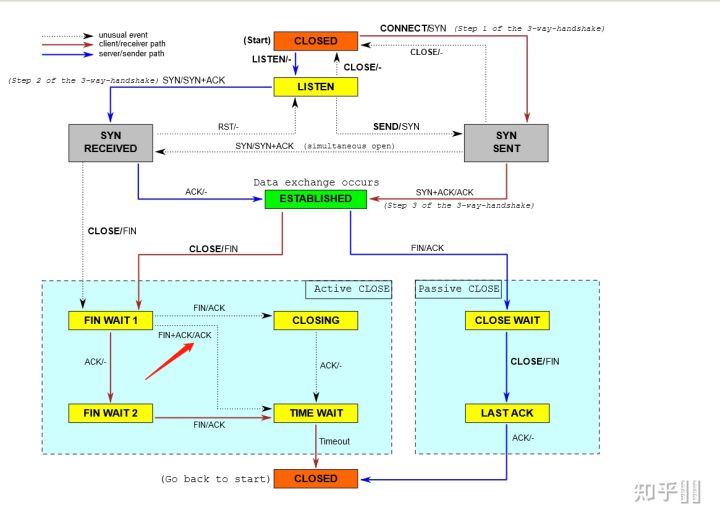 unusual event
client/receiver path
server/sender path
(Start)
CLOSED
CONNECT/SYN (Step 1 of the 3-way-handshake)
CLOSE/-
LISTEN/-
CLOSE/-
(Step 2 of the 3-way-handshake) SYN/SYN+ACK
LISTEN
RST/-
SEND/SYN
SYN
RECEIVED
SYN
SENT
SYN/SYN+ACK (simultaneous open)
Data exchange occurs
ACK/-
ESTABLISHED
SYN+ACK/ACK
(Step 3 of the 3-way-handshake)
CLOSE/FIN
CLOSE/FIN
FIN/ACK
Active CLOSE
Passive CLOSE
FIN WAIT 1
FIN/ACK
CLOSING
CLOSE WAIT
FIN+ACK/ACK
ACK/-
ACK/-
CLOSE/FIN
FIN WAIT 2
FIN/ACK
TIME WAIT
LAST ACK
Timeout
ACK/-
(Go back to start)
CLOSED
知乎